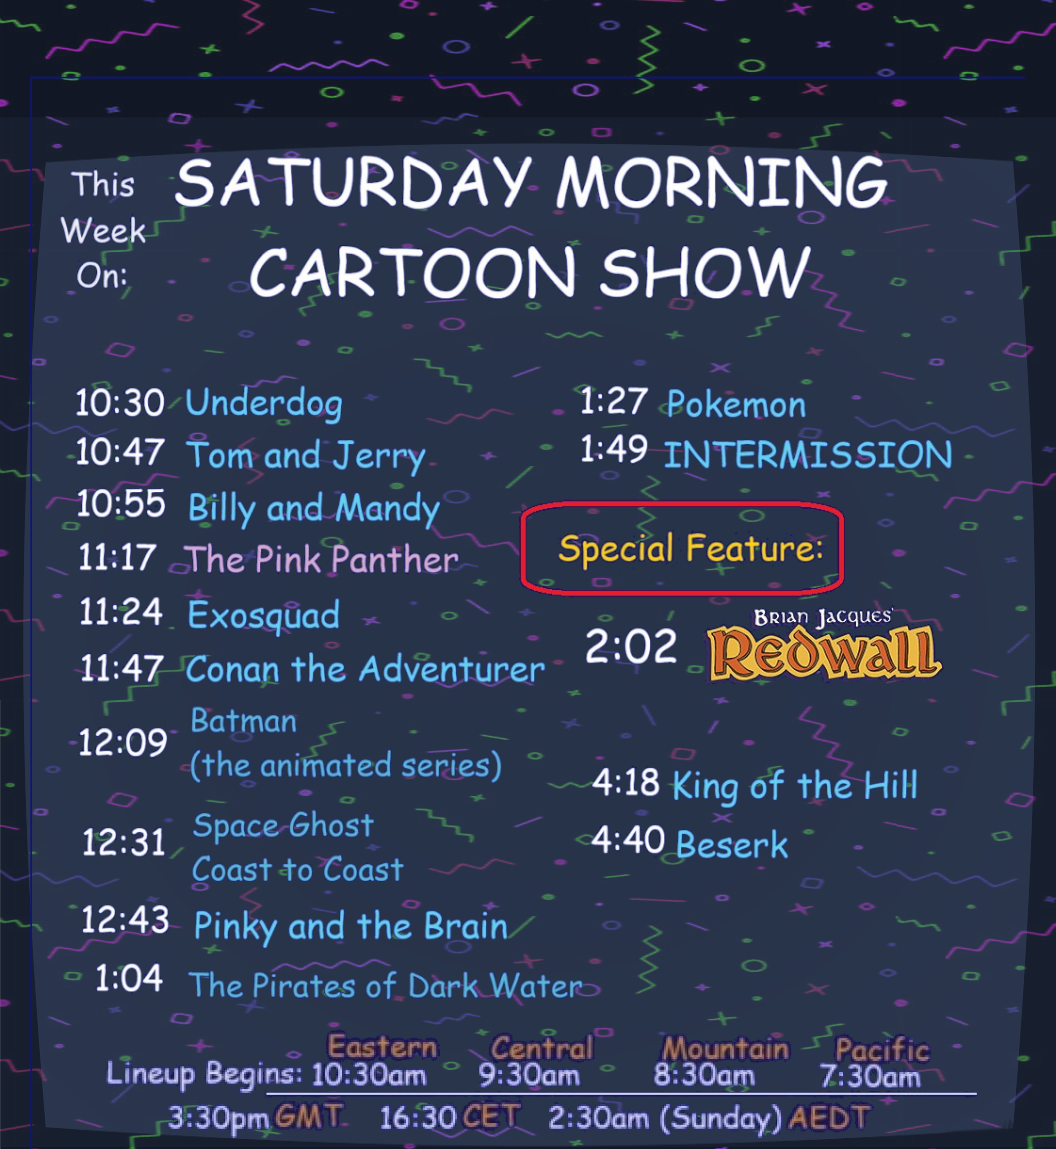 This
Week
On:
SATURDAY MORNING
CARTOON SHOW
10:30 Underdog
10:47 Tom and Jerry
10:55 Billy and Mandy
11:17 The Pink Panther
11:24 Exosquad
11:47 Conan the Adventurer
12:09 Batman
(the animated series)
12:31 Space Ghost
Coast to Coast
12:43 Pinky and the Brain
1:04 The Pirates of Dark Water
1:27 Pokemon
1:49 INTERMISSION
Special Feature:
Brian Jacques'
2:02 Redwall
4:18 King of the Hill
4:40 Beserk
Eastern Central Mountain Pacific
Lineup Begins: 10:30am 9:30am 8:30am 7:30am
3:30pm GMT 16:30 CET 2:30am (Sunday) AEDT